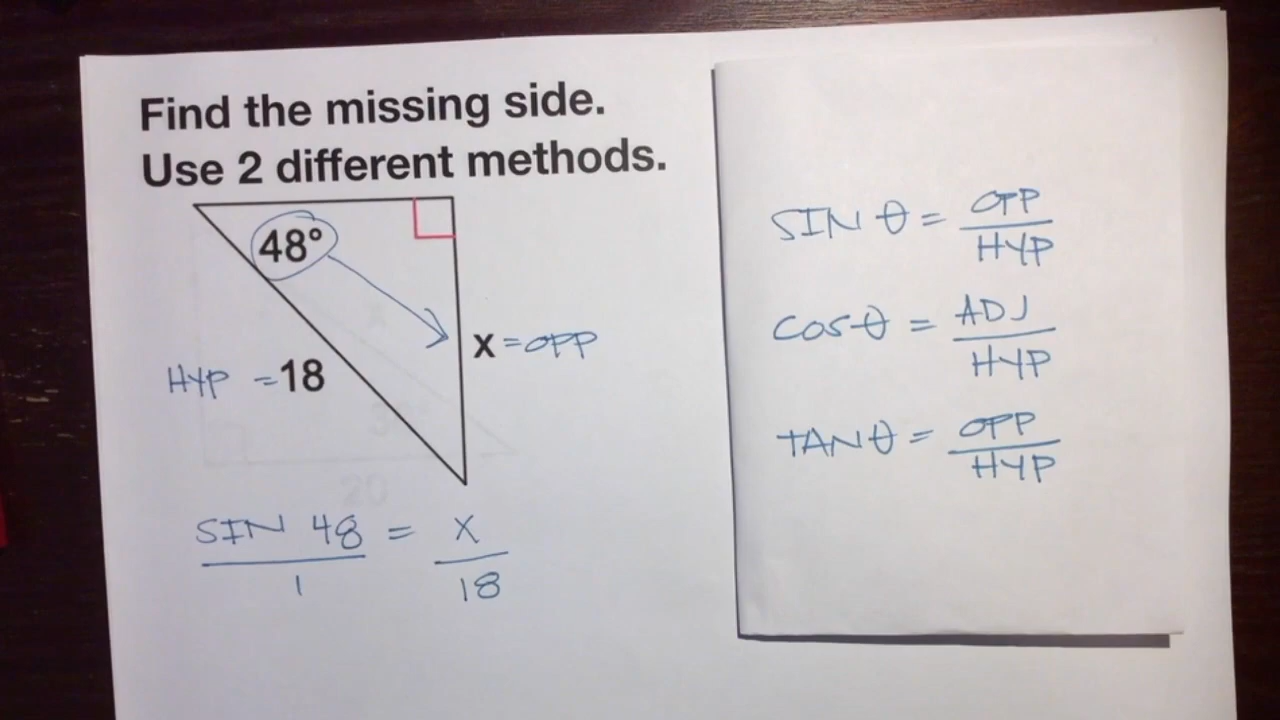 Find the missing side.
Use 2 different methods.
48°
x = OPP
HYP = 18
SIN 48 / 1 = X / 18
SIN θ = OPP / HYP
COS θ = ADJ / HYP
TAN θ = OPP / HYP